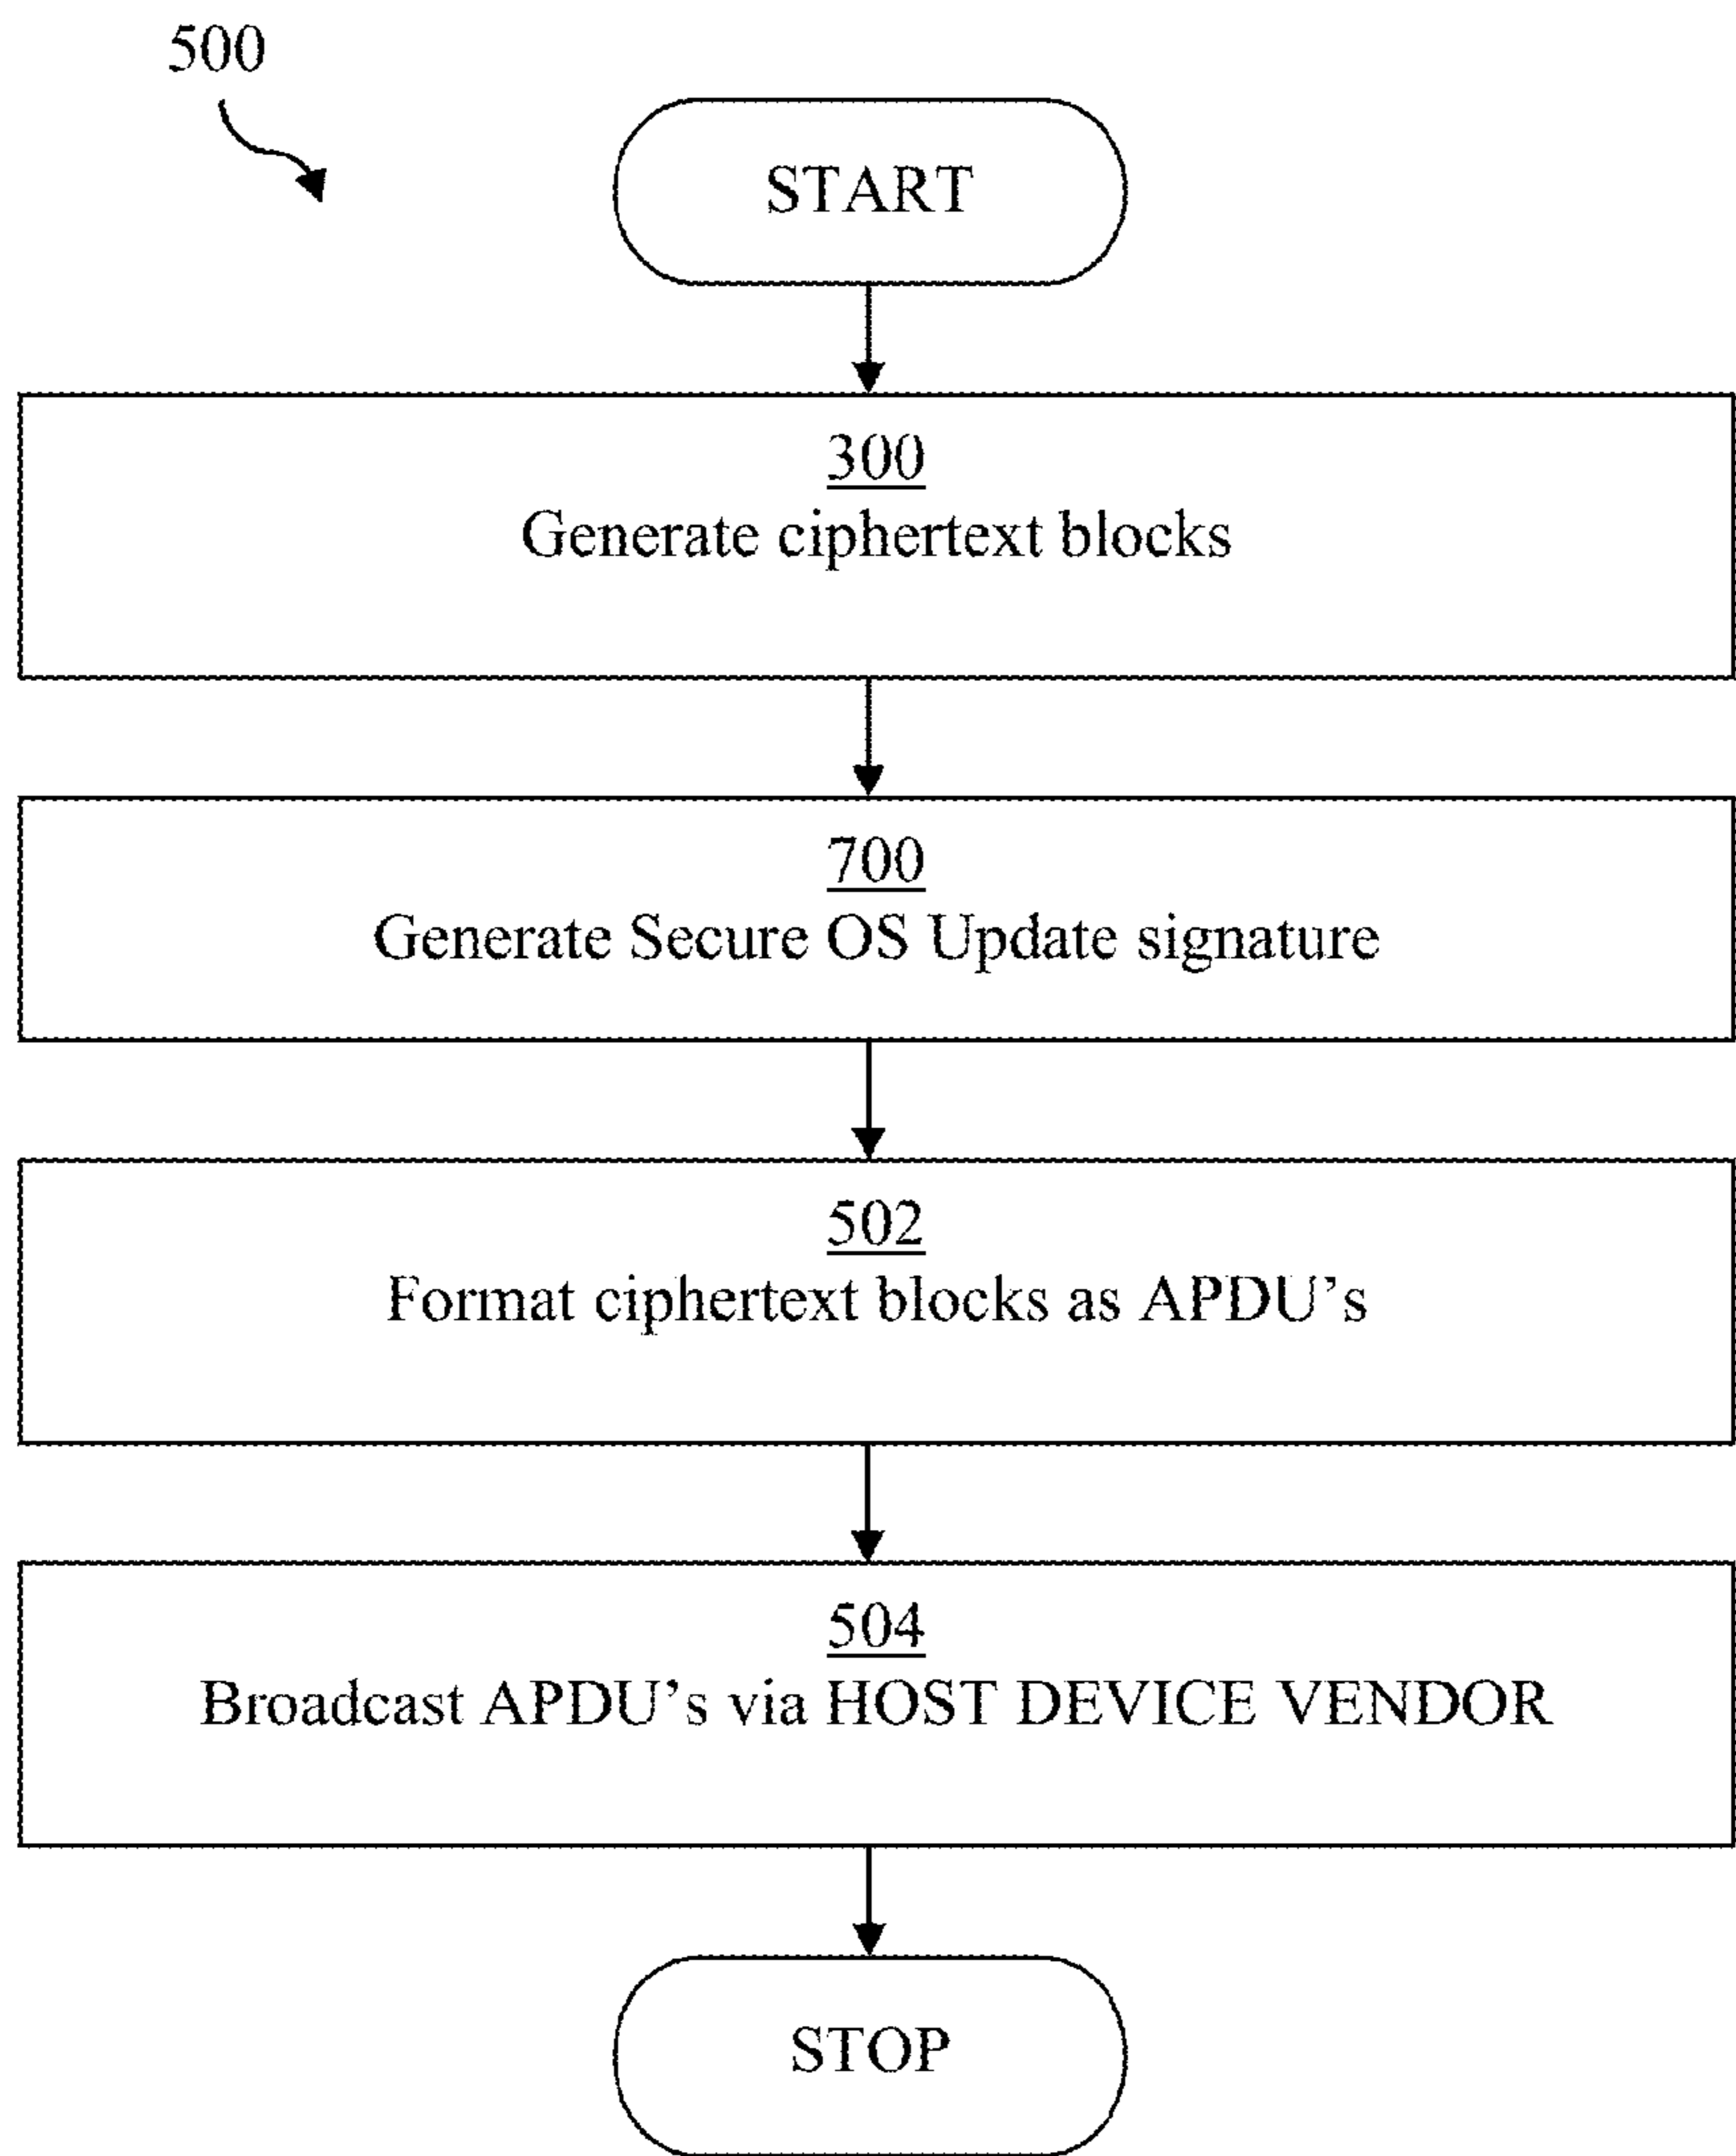 500
START
300
Generate ciphertext blocks
700
Generate Secure OS Update signature
502
Format ciphertext blocks as APDU’s
504
Broadcast APDU’s via HOST DEVICE VENDOR
STOP